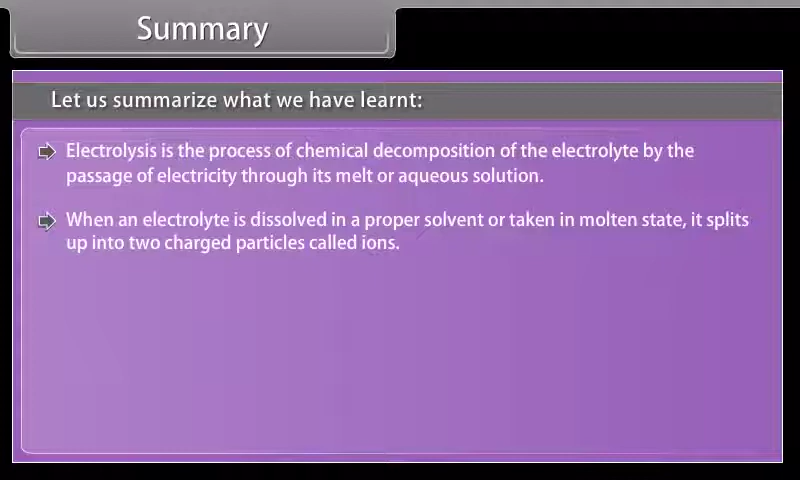 Summary
Let us summarize what we have learnt:
Electrolysis is the process of chemical decomposition of the electrolyte by the
passage of electricity through its melt or aqueous solution.
When an electrolyte is dissolved in a proper solvent or taken in molten state, it splits
up into two charged particles called ions.